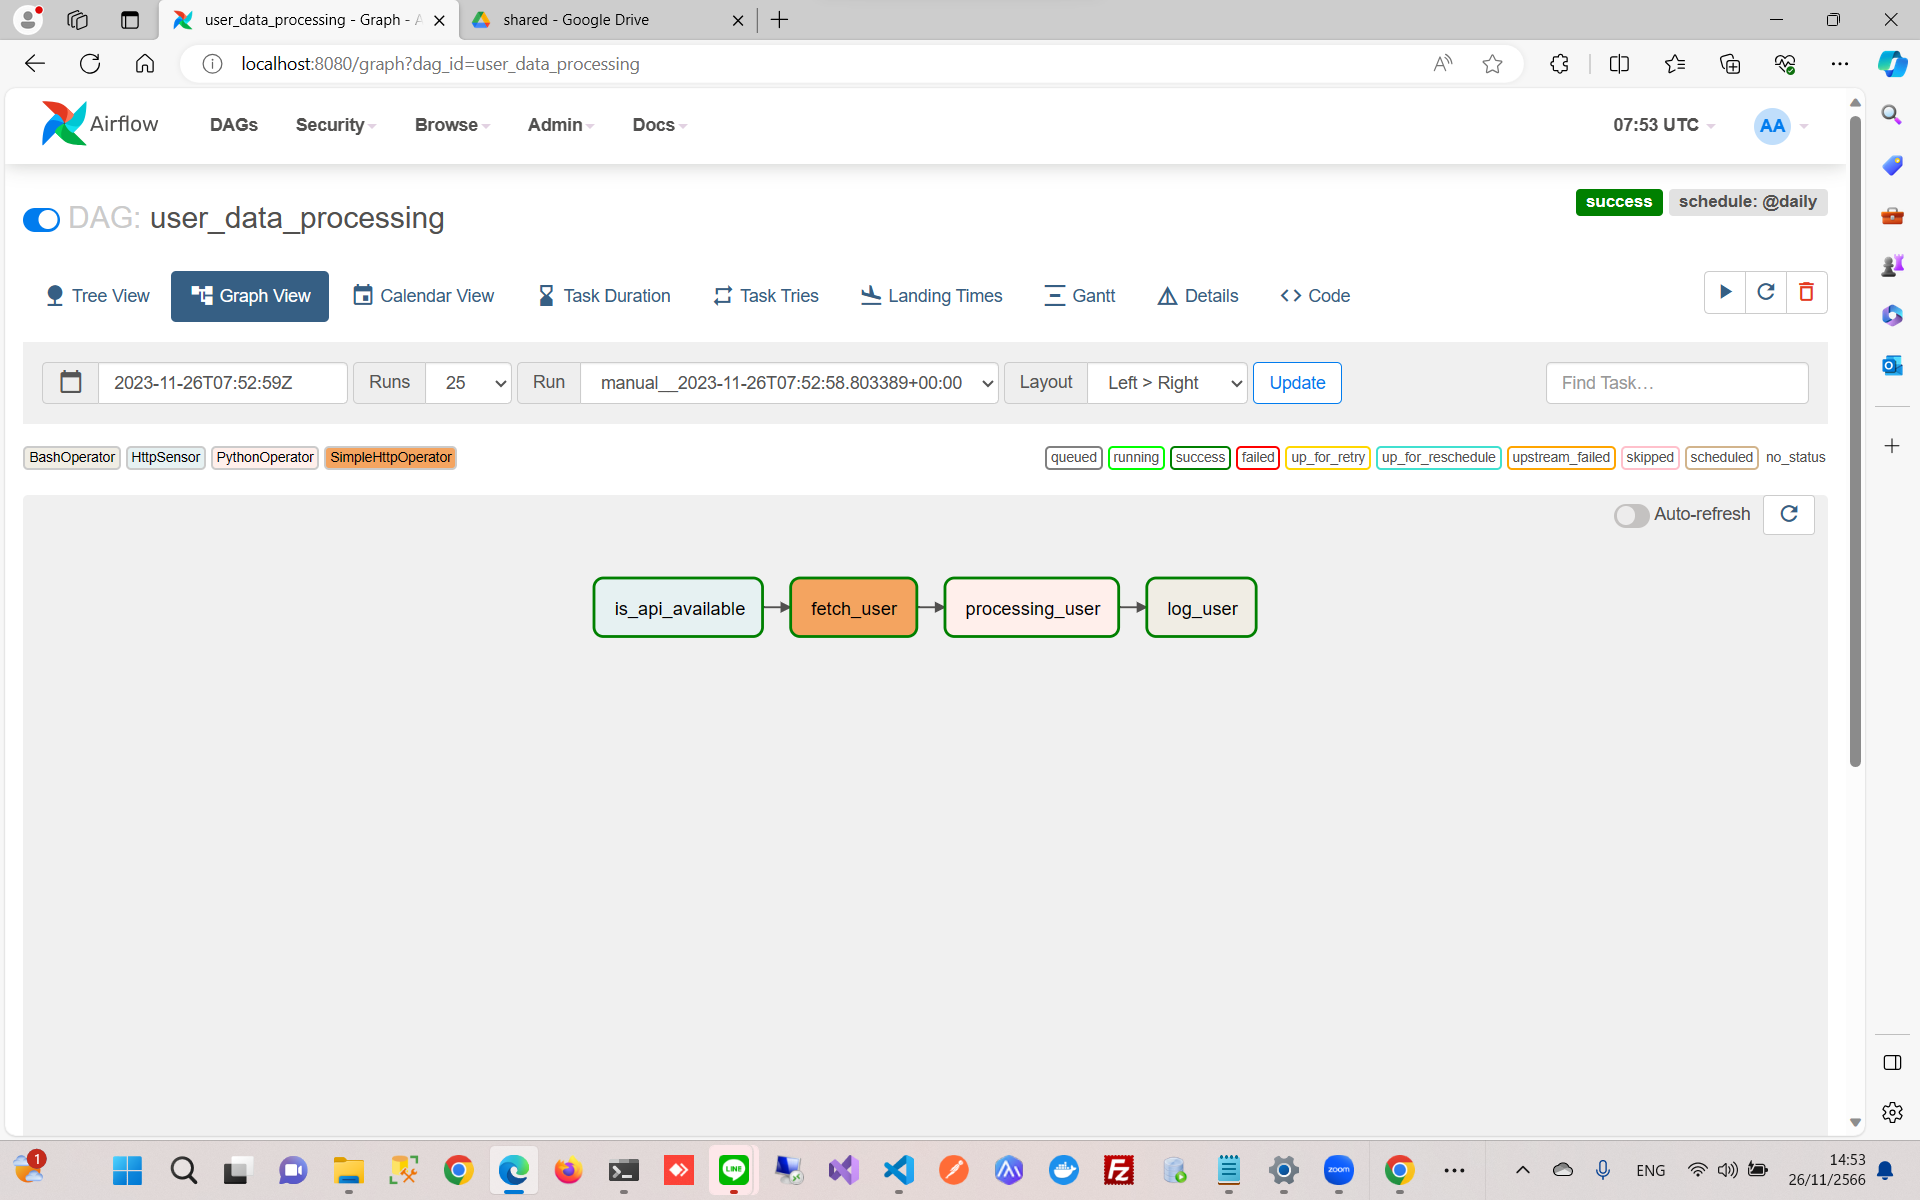 user_data_processing - Graph - A
shared - Google Drive
localhost:8080/graph?dag_id=user_data_processing
Airflow
DAGs
Security
Browse
Admin
Docs
07:53 UTC
AA
DAG: user_data_processing
success
schedule: @daily
Tree View
Graph View
Calendar View
Task Duration
Task Tries
Landing Times
Gantt
Details
<> Code
2023-11-26T07:52:59Z
Runs
25
Run
manual__2023-11-26T07:52:58.803389+00:00
Layout
Left > Right
Update
Find Task...
BashOperator
HttpSensor
PythonOperator
SimpleHttpOperator
queued
running
success
failed
up_for_retry
up_for_reschedule
upstream_failed
skipped
scheduled
no_status
Auto-refresh
is_api_available
fetch_user
processing_user
log_user
1
LINE
zoom
ENG
14:53
26/11/2566